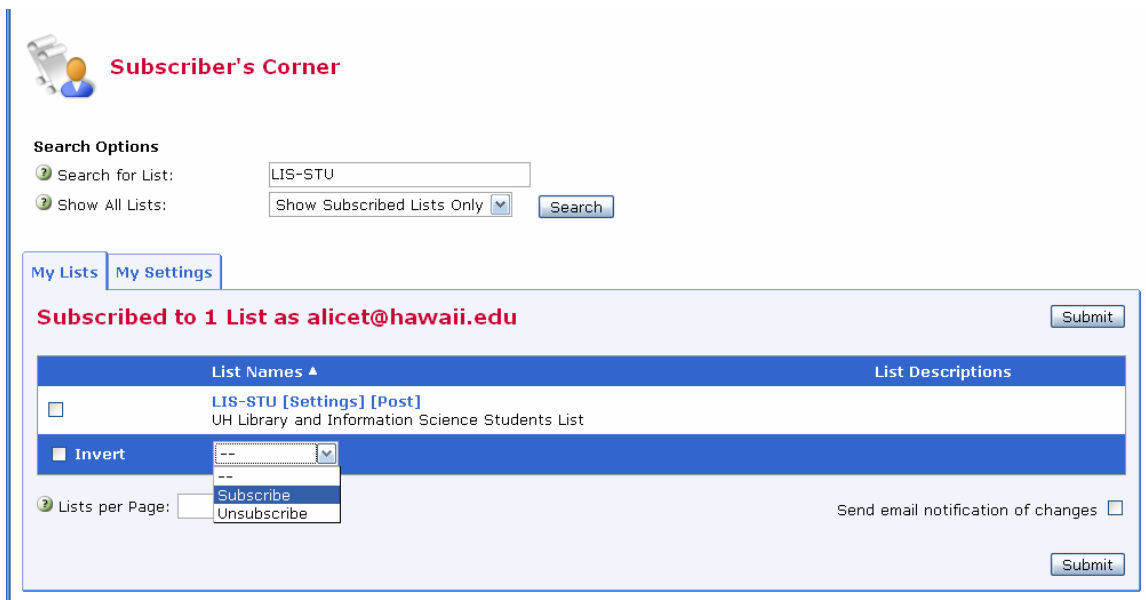 Subscriber's Corner
Search Options
Search for List: LIS-STU
Show All Lists: Show Subscribed Lists Only Search
My Lists My Settings
Subscribed to 1 List as alicet@hawaii.edu Submit
List Names ▲ List Descriptions
LIS-STU [Settings] [Post]
UH Library and Information Science Students List
Invert --
--
Subscribe
Unsubscribe
Lists per Page: Send email notification of changes
Submit